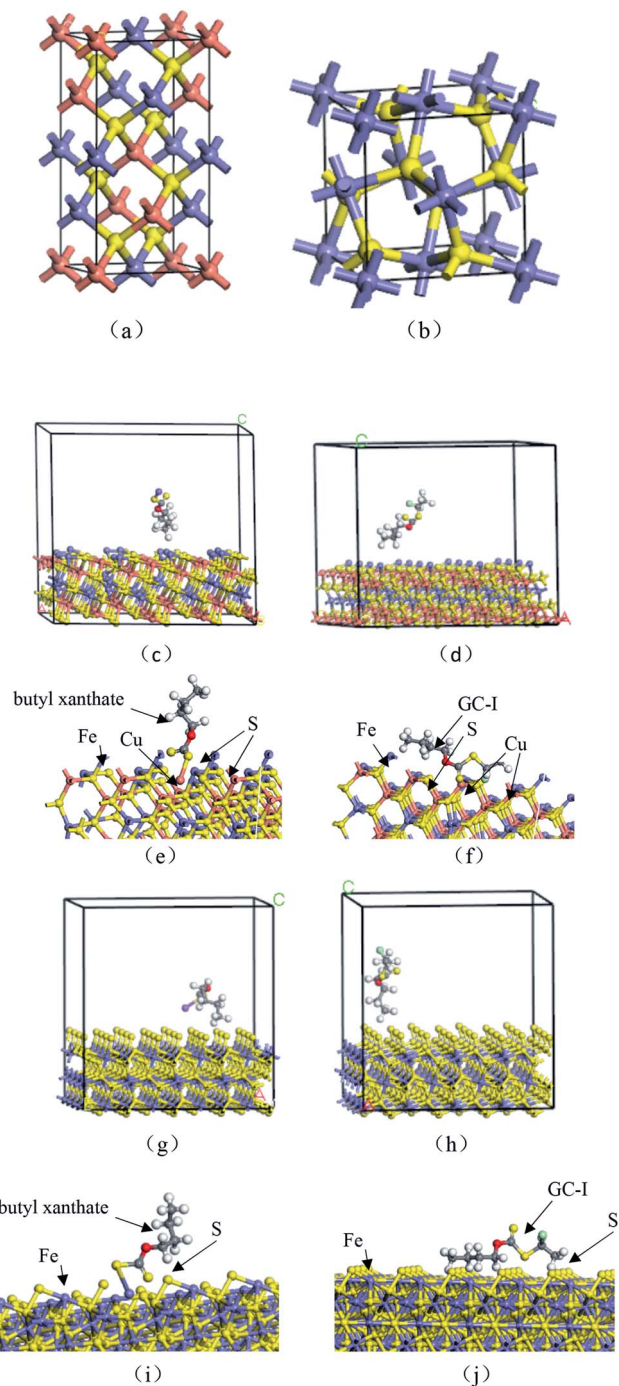 (a)
(b)
C
A
(c)
C
A
(d)
butyl xanthate
Fe
Cu
S
(e)
GC-I
Fe
S
Cu
(f)
C
A
(g)
C
(h)
butyl xanthate
Fe
S
(i)
GC-I
Fe
S
(j)